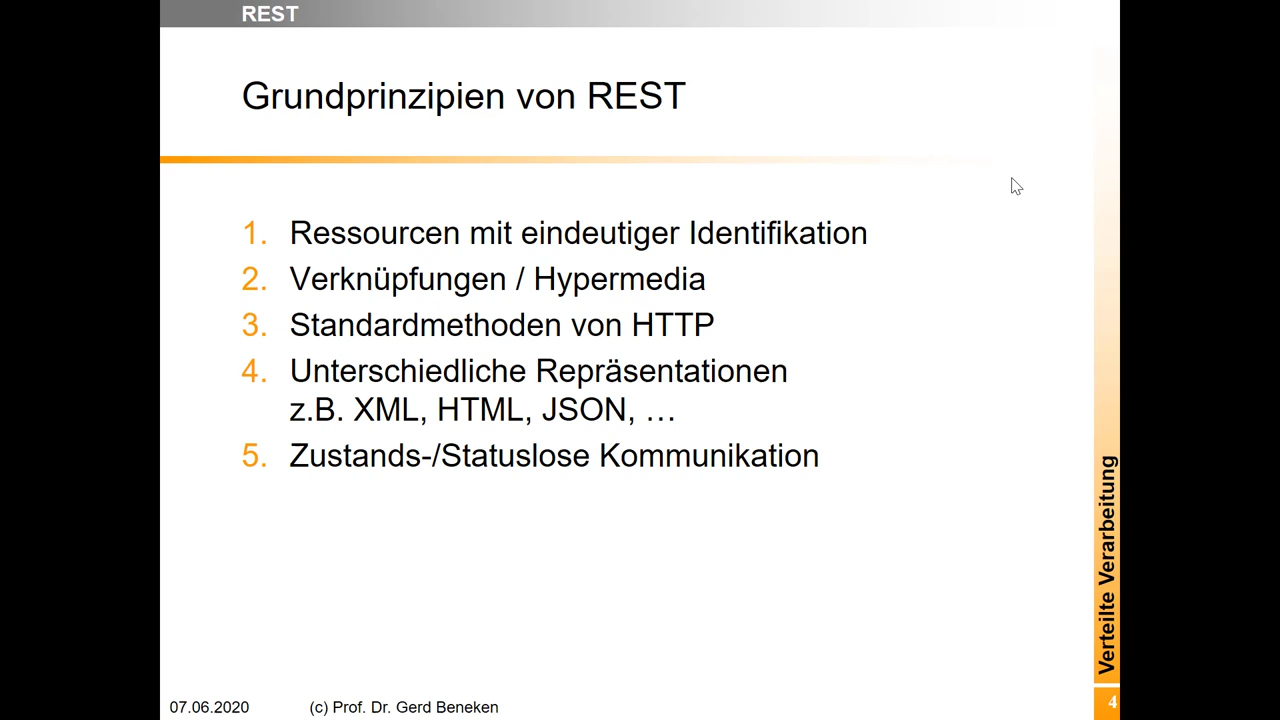 REST
Grundprinzipien von REST
1. Ressourcen mit eindeutiger Identifikation
2. Verknüpfungen / Hypermedia
3. Standardmethoden von HTTP
4. Unterschiedliche Repräsentationen
z.B. XML, HTML, JSON, …
5. Zustands-/Statuslose Kommunikation
Verteilte Verarbeitung
07.06.2020 (c) Prof. Dr. Gerd Beneken
4